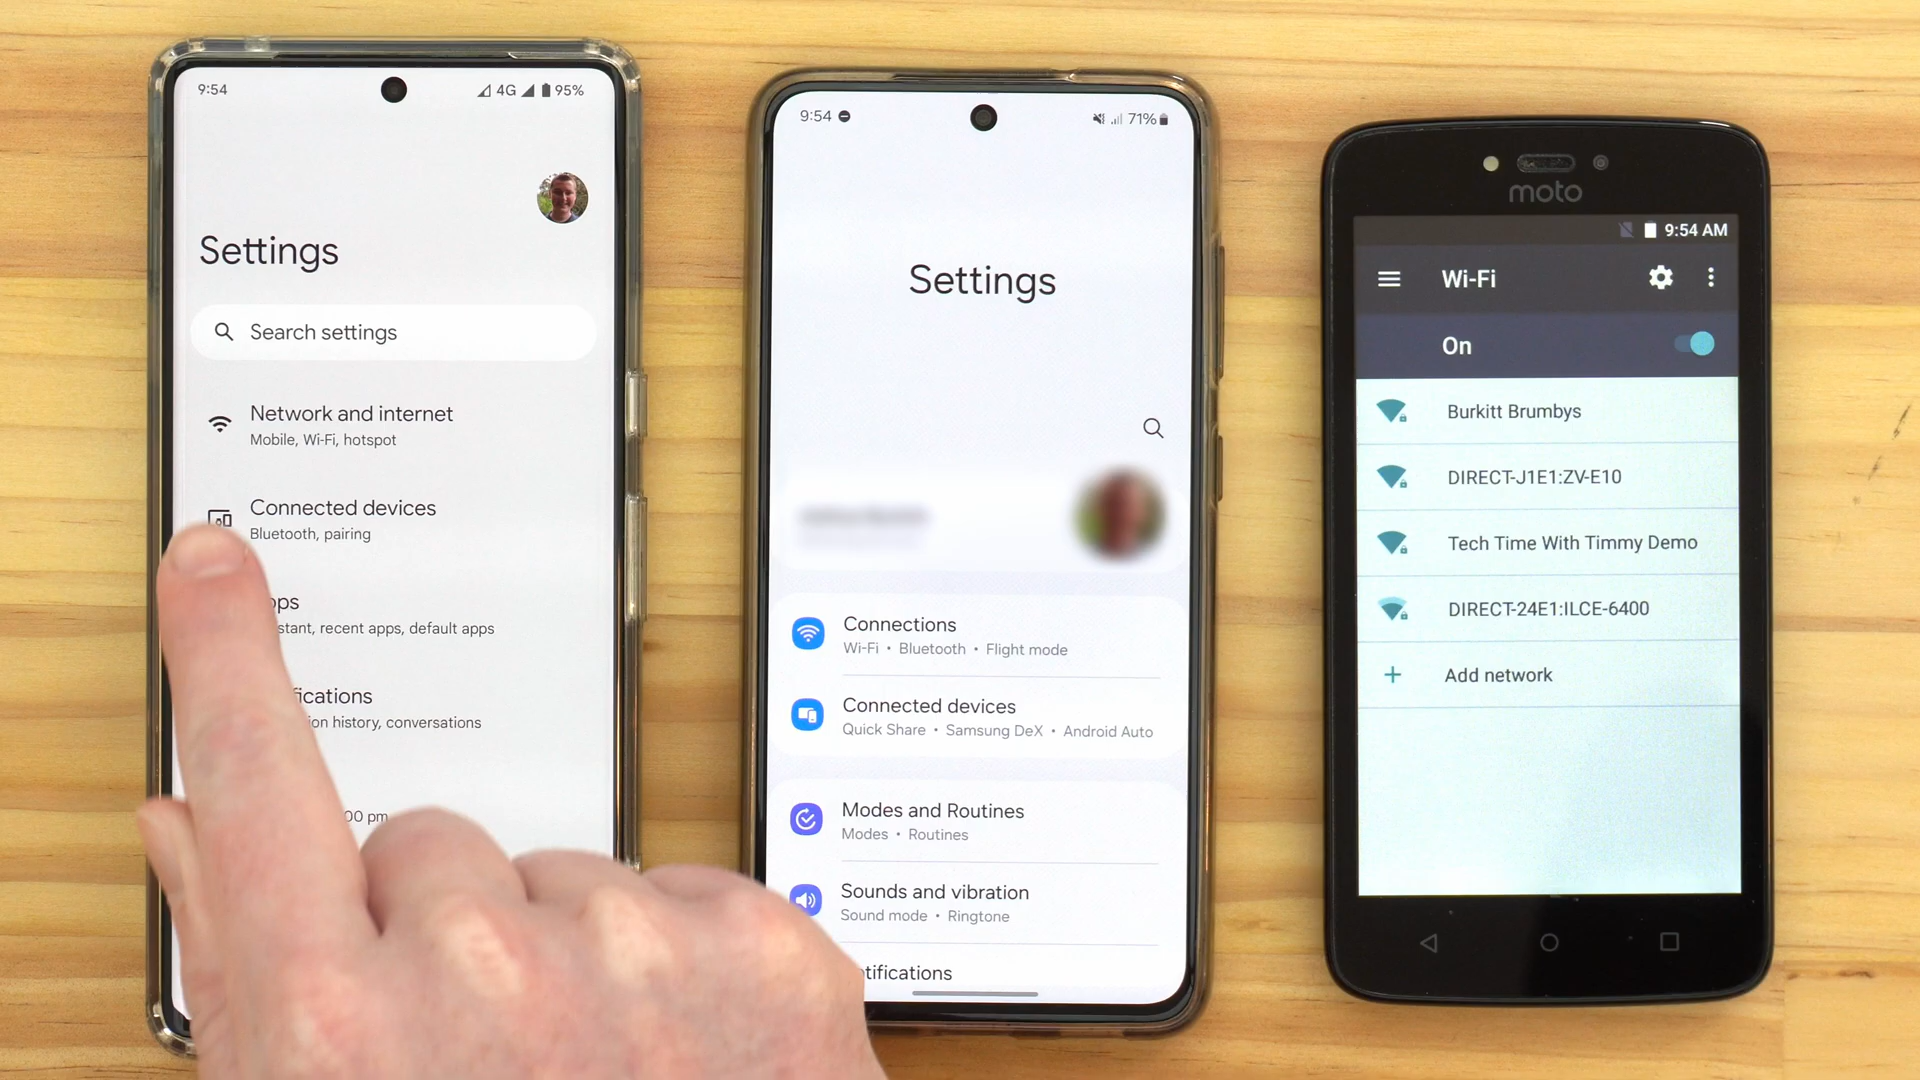 9:54
4G 95%
Settings
Search settings
Network and internet
Mobile, Wi-Fi, hotspot
Connected devices
Bluetooth, pairing
pps
stant, recent apps, default apps
ications
ion history, conversations
00 pm
9:54
71%
Settings
Connections
Wi-Fi • Bluetooth • Flight mode
Connected devices
Quick Share • Samsung DeX • Android Auto
Modes and Routines
Modes • Routines
Sounds and vibration
Sound mode • Ringtone
otifications
moto
9:54 AM
Wi-Fi
On
Burkitt Brumbys
DIRECT-J1E1:ZV-E10
Tech Time With Timmy Demo
DIRECT-24E1:ILCE-6400
Add network